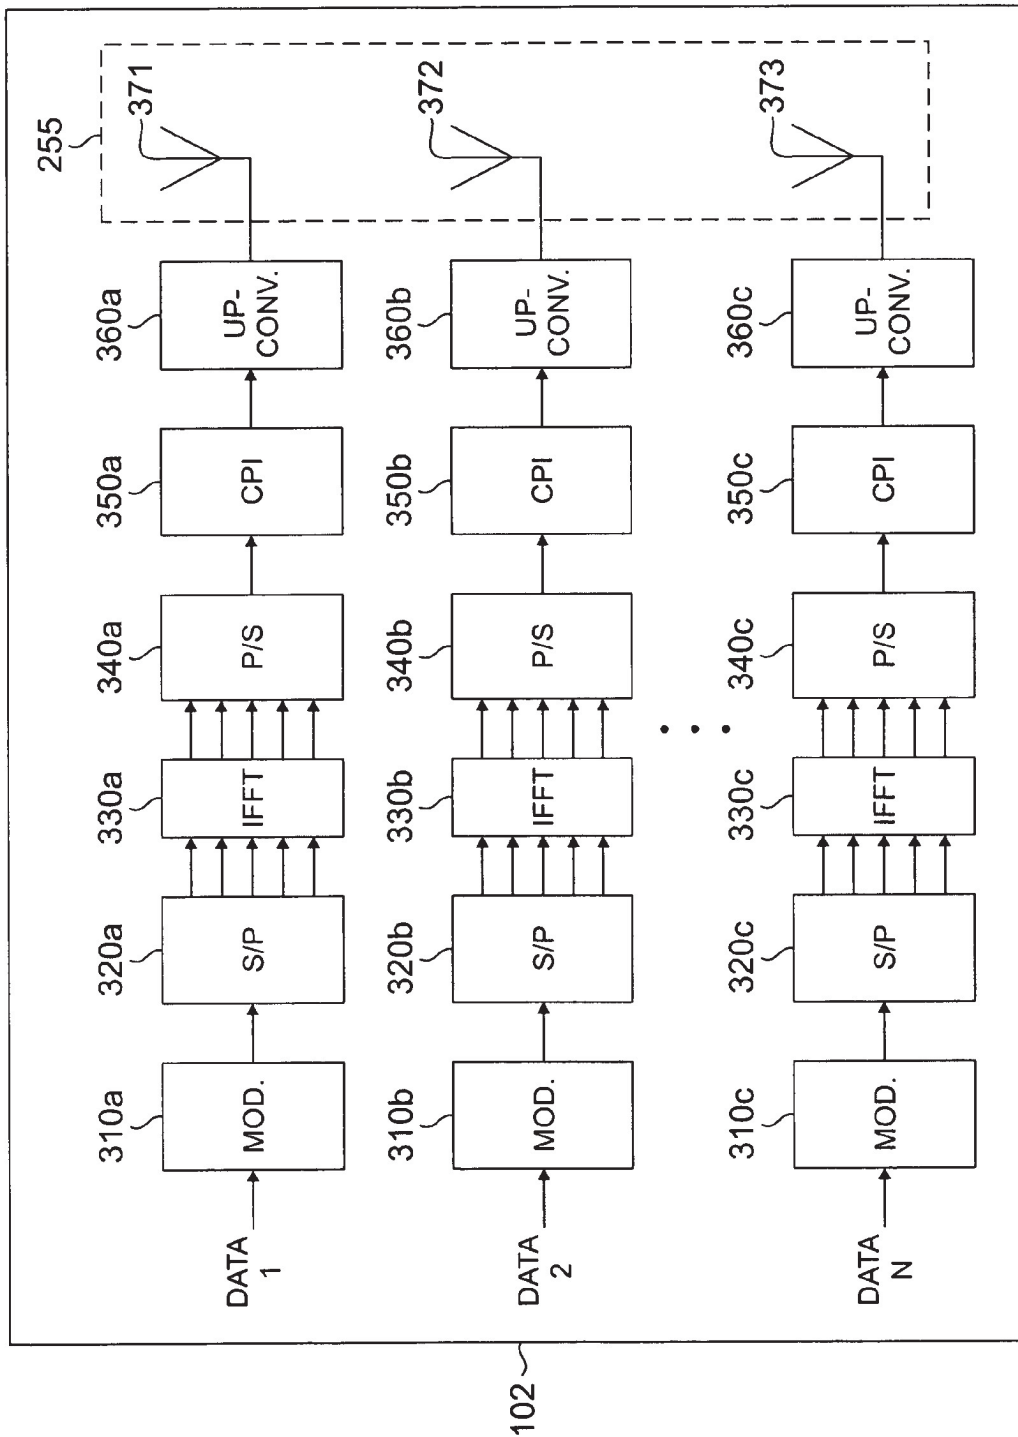 255
371
360a
UP-
CONV.
350a
CPI
340a
P/S
330a
IFFT
320a
S/P
310a
MOD.
DATA
1
372
360b
UP-
CONV.
350b
CPI
340b
P/S
330b
IFFT
320b
S/P
310b
MOD.
DATA
2
373
360c
UP-
CONV.
350c
CPI
340c
P/S
330c
IFFT
320c
S/P
310c
MOD.
DATA
N
102